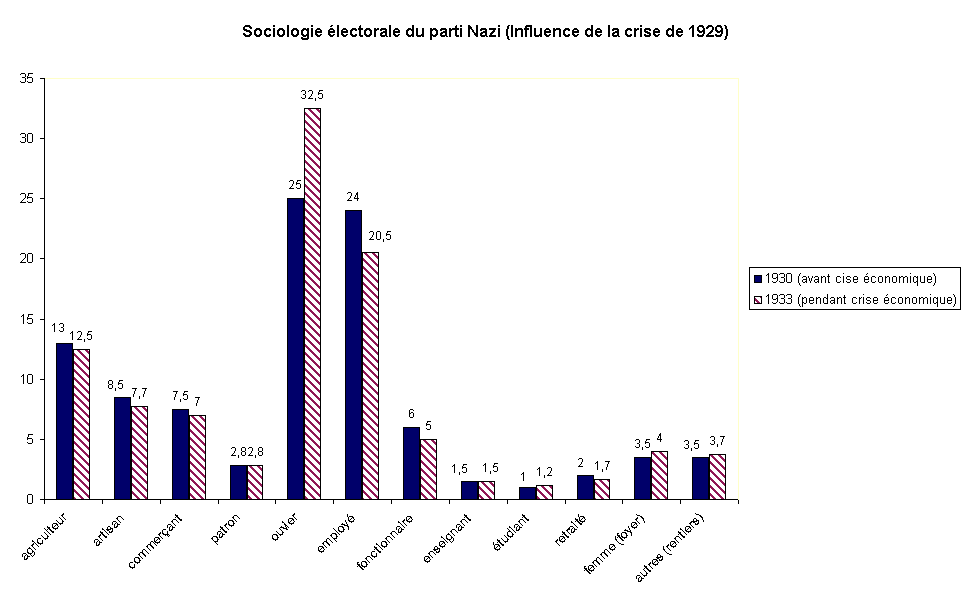 Sociologie électorale du parti Nazi (Influence de la crise de 1929)
35
30
25
20
15
10
5
0
13
12,5
8,5
7,7
7,5
7
2,8
2,8
25
32,5
24
20,5
6
5
1,5
1,5
1
1,2
2
1,7
3,5
4
3,5
3,7
agriculteur
artisan
commerçant
patron
ouvier
employé
fonctionnaire
enseignant
étudiant
retraité
femme (foyer)
autres (rentiers)
1930 (avant cise économique)
1933 (pendant crise économique)